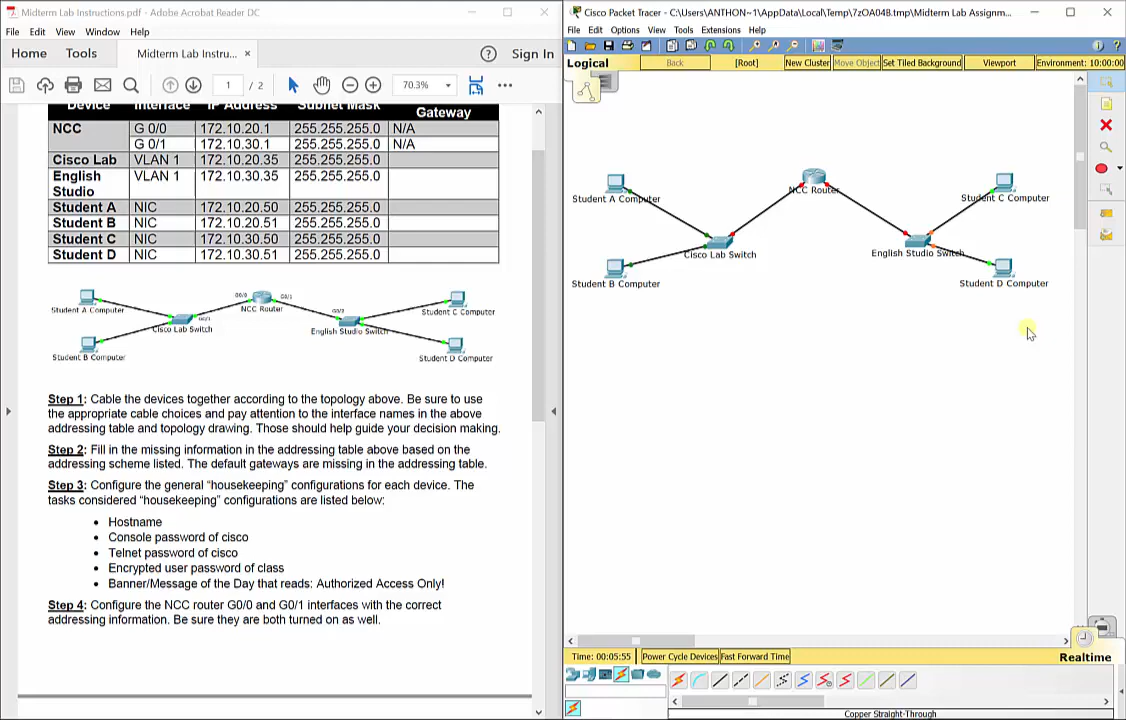 Midterm Lab Instructions.pdf - Adobe Acrobat Reader DC
File Edit View Window Help
Home Tools Midterm Lab Instru... × Sign In
1 / 2 70.3%
Device Interface IP Address Subnet Mask Gateway
NCC G 0/0 172.10.20.1 255.255.255.0 N/A
G 0/1 172.10.30.1 255.255.255.0 N/A
Cisco Lab VLAN 1 172.10.20.35 255.255.255.0
English Studio VLAN 1 172.10.30.35 255.255.255.0
Student A NIC 172.10.20.50 255.255.255.0
Student B NIC 172.10.20.51 255.255.255.0
Student C NIC 172.10.30.50 255.255.255.0
Student D NIC 172.10.30.51 255.255.255.0
Student A Computer
G0/0
NCC Router
G0/1
Student C Computer
Cisco Lab Switch
English Studio Switch
Student B Computer
Student D Computer
Step 1: Cable the devices together according to the topology above. Be sure to use
the appropriate cable choices and pay attention to the interface names in the above
addressing table and topology drawing. Those should help guide your decision making.
Step 2: Fill in the missing information in the addressing table above based on the
addressing scheme listed. The default gateways are missing in the addressing table.
Step 3: Configure the general “housekeeping” configurations for each device. The
tasks considered “housekeeping” configurations are listed below:
• Hostname
• Console password of cisco
• Telnet password of cisco
• Encrypted user password of class
• Banner/Message of the Day that reads: Authorized Access Only!
Step 4: Configure the NCC router G0/0 and G0/1 interfaces with the correct
addressing information. Be sure they are both turned on as well.
Cisco Packet Tracer - C:\Users\ANTHON~1\AppData\Local\Temp\7zOA04B.tmp\Midterm Lab Assignm...
File Edit Options View Tools Extensions Help
Logical Back [Root] New Cluster Move Object Set Tiled Background Viewport Environment: 10:00:00
Student A Computer
NCC Router
Student C Computer
Cisco Lab Switch
English Studio Switch
Student B Computer
Student D Computer
Time: 05:05:55 Power Cycle Devices Fast Forward Time
Realtime
Copper Straight-Through